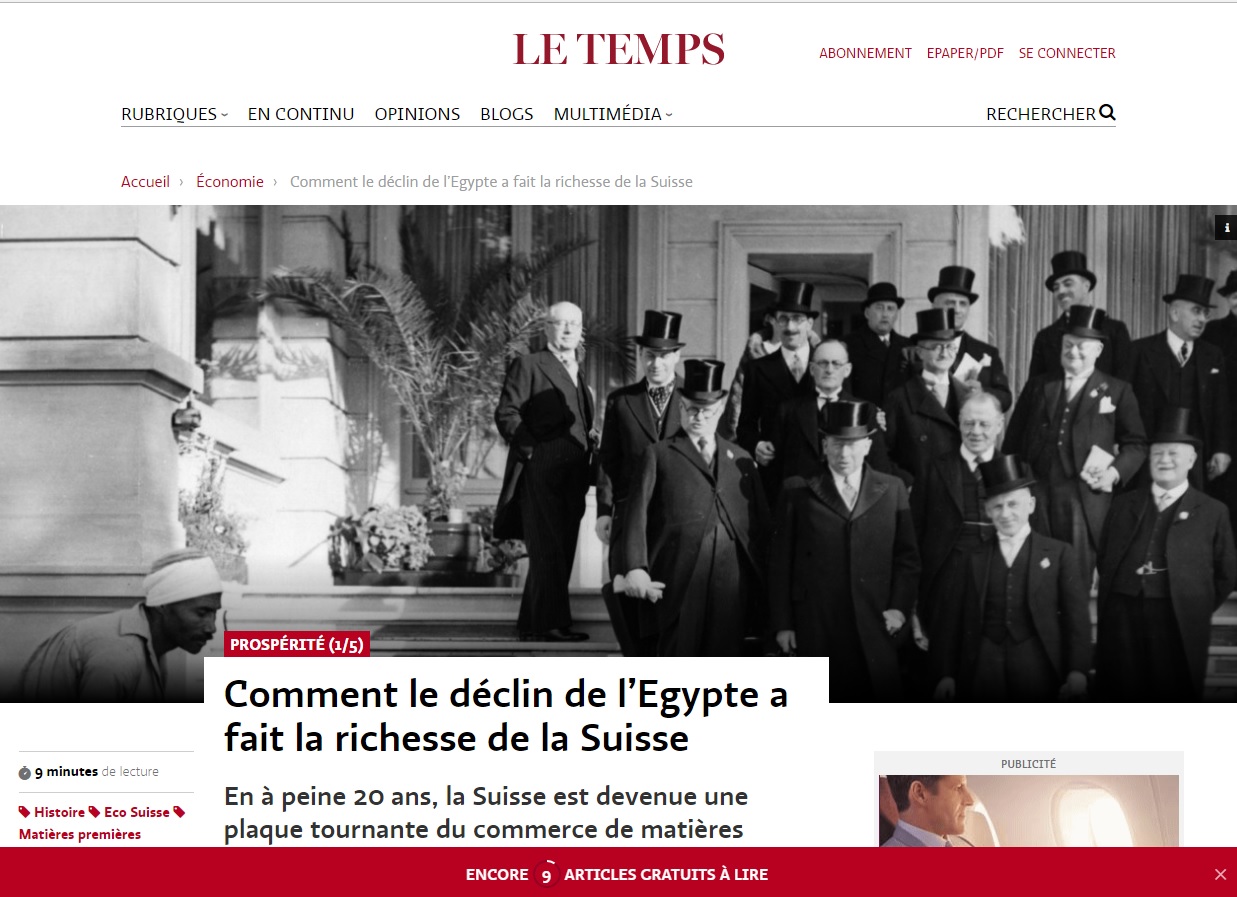 LE TEMPS
ABONNEMENT EPAPER/PDF SE CONNECTER
RUBRIQUES EN CONTINU OPINIONS BLOGS MULTIMÉDIA RECHERCHER
Accueil › Économie › Comment le déclin de l'Egypte a fait la richesse de la Suisse
i
PROSPÉRITÉ (1/5)
Comment le déclin de l’Egypte a
fait la richesse de la Suisse
9 minutes de lecture
Histoire Eco Suisse
Matières premières
En à peine 20 ans, la Suisse est devenue une
plaque tournante du commerce de matières
PUBLICITÉ
ENCORE 9 ARTICLES GRATUITS À LIRE ×